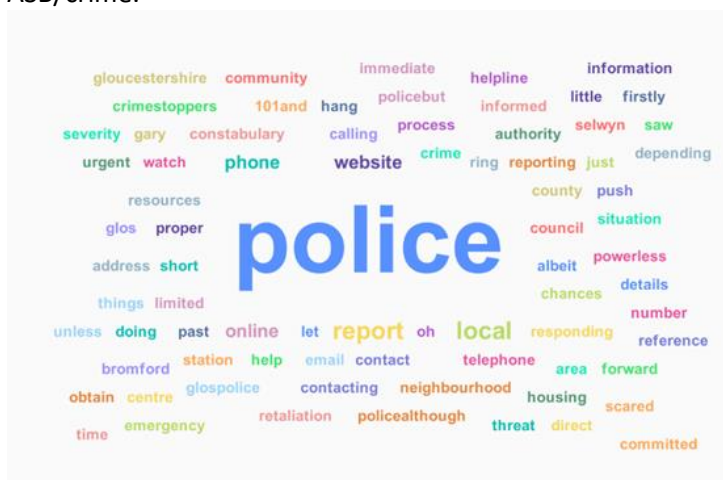 ASB/crime.
immediate
helpline
information
gloucestershire community
policebut
little firstly
crimestoppers 101and hang
informed
severity gary constabulary
calling process
authority
selwyn saw
urgent watch phone
website crime ring reporting just
depending
resources
county push
glos proper
police
council situation
address short
albeit powerless
things limited
chances details
number
unless doing past online let report oh local responding
reference
bromford station help email contact
telephone
area forward
obtain centre glospolice
contacting neighbourhood
housing
scared
time emergency
retaliation policealthough
threat direct
committed